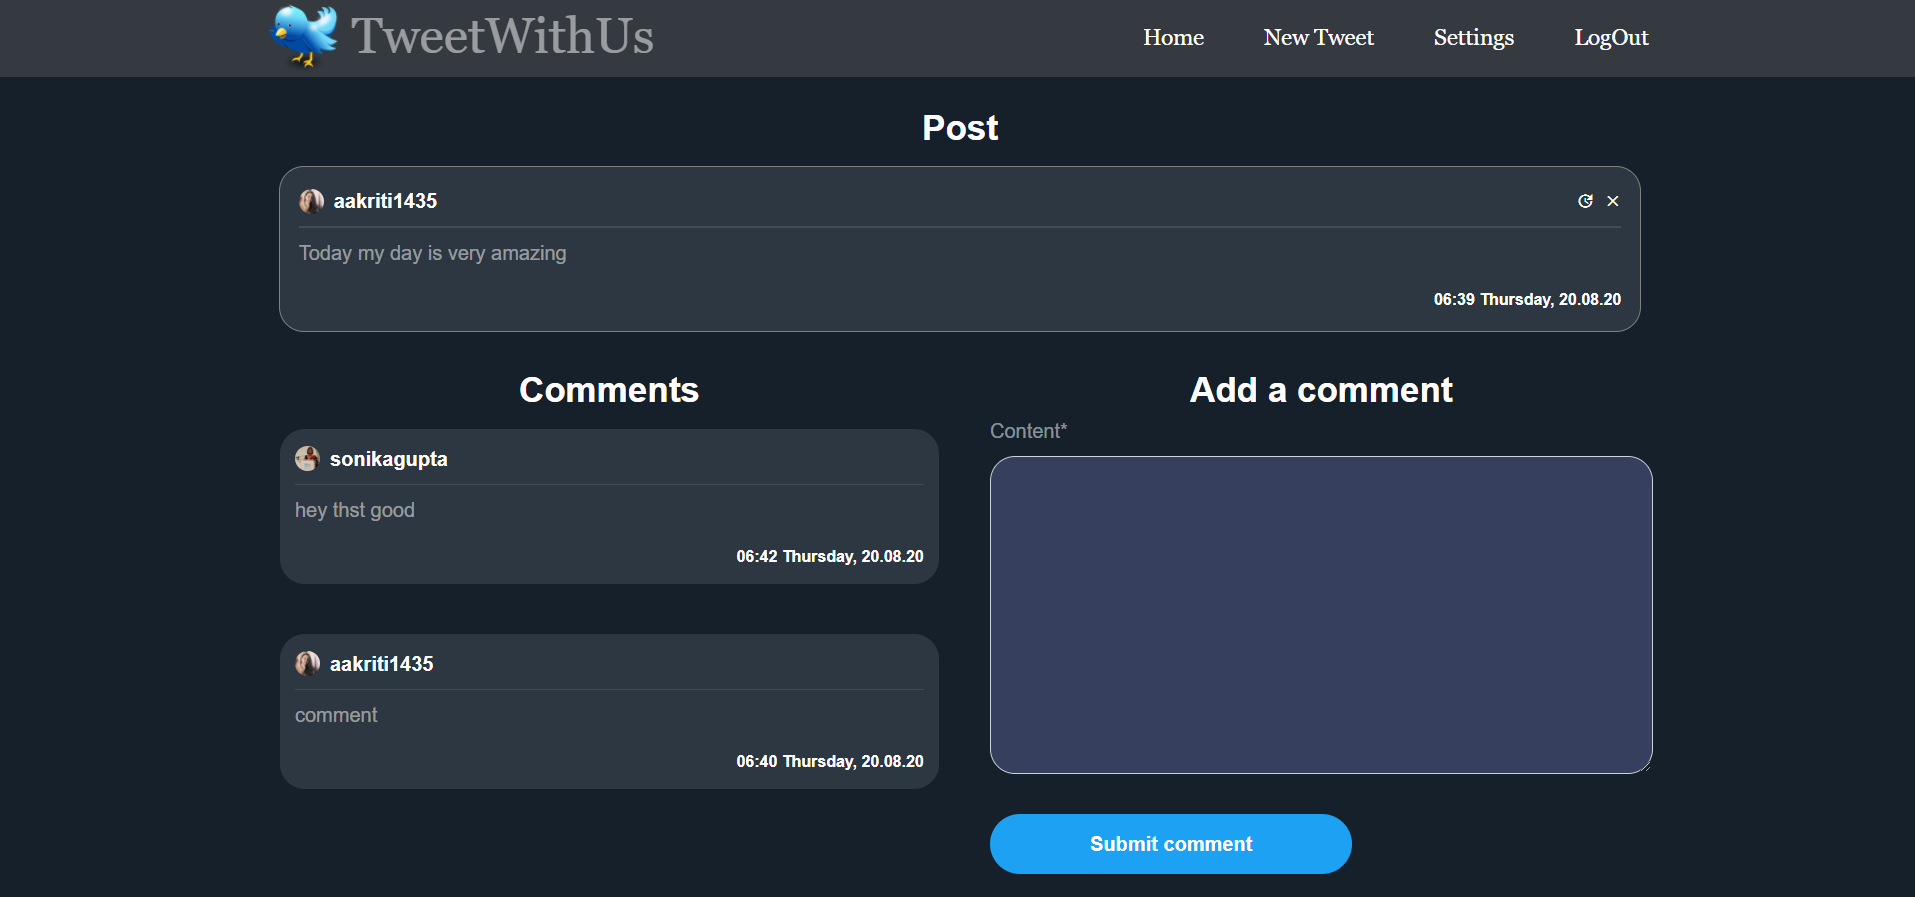 TweetWithUs
Home New Tweet Settings LogOut
Post
aakriti1435
Today my day is very amazing
06:39 Thursday, 20.08.20
Comments
sonikagupta
hey thst good
06:42 Thursday, 20.08.20
aakriti1435
comment
06:40 Thursday, 20.08.20
Add a comment
Content*
Submit comment